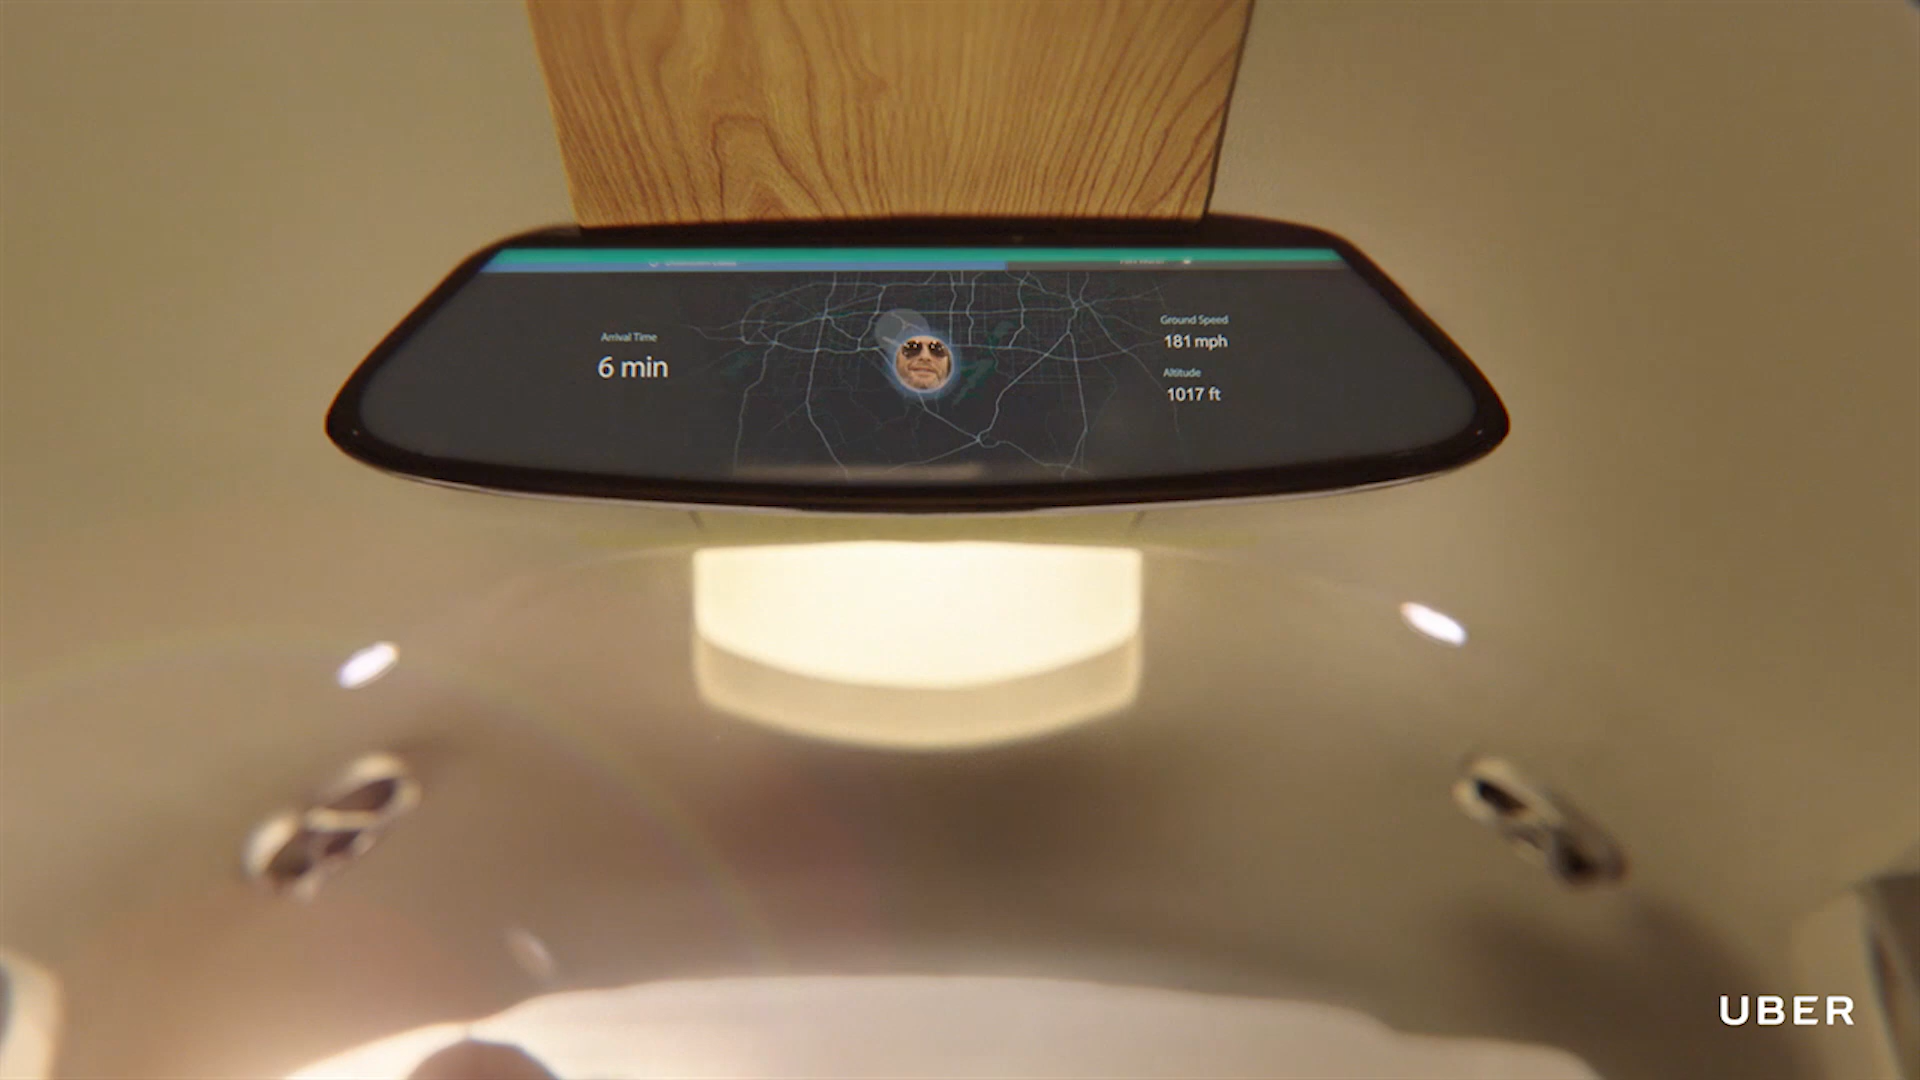 Arrival Time
6 min
Ground Speed
181 mph
Altitude
1017 ft
UBER